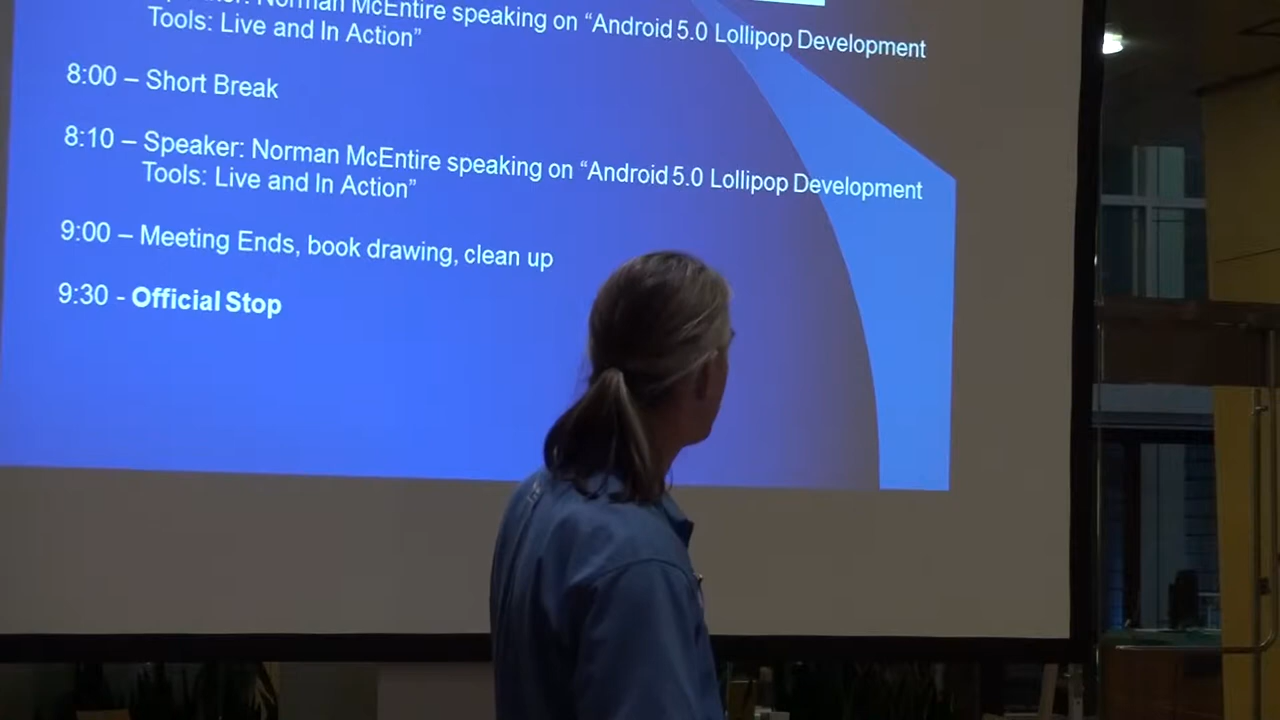 Speaker: Norman McEntire speaking on “Android 5.0 Lollipop Development
Tools: Live and In Action”
8:00 – Short Break
8:10 – Speaker: Norman McEntire speaking on “Android 5.0 Lollipop Development
Tools: Live and In Action”
9:00 – Meeting Ends, book drawing, clean up
9:30 - Official Stop